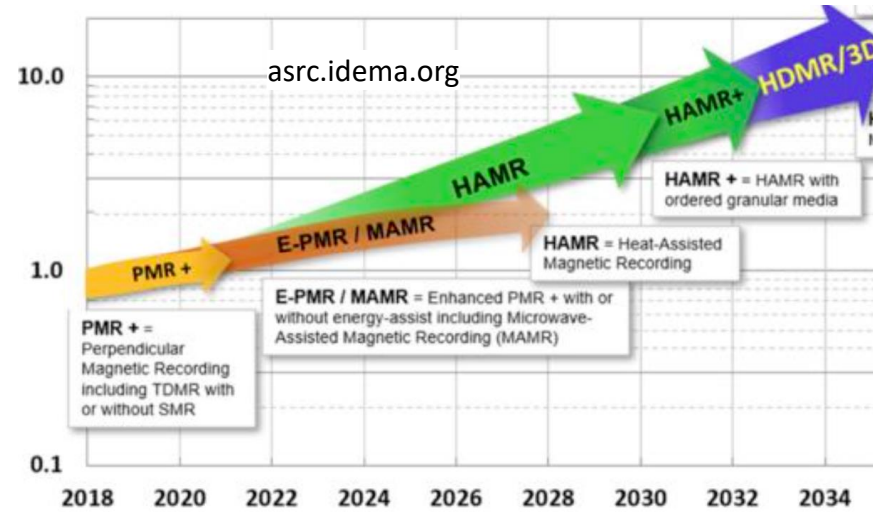 asrc.idema.org
10.0
1.0
0.1
HDMR/3D
HAMR+
HAMR
E-PMR / MAMR
PMR +
HAMR + = HAMR with
ordered granular media
HAMR = Heat-Assisted
Magnetic Recording
E-PMR / MAMR = Enhanced PMR + with or
without energy-assist including Microwave-
Assisted Magnetic Recording (MAMR)
PMR + =
Perpendicular
Magnetic Recording
including TDMR with
or without SMR
2018 2020 2022 2024 2026 2028 2030 2032 2034